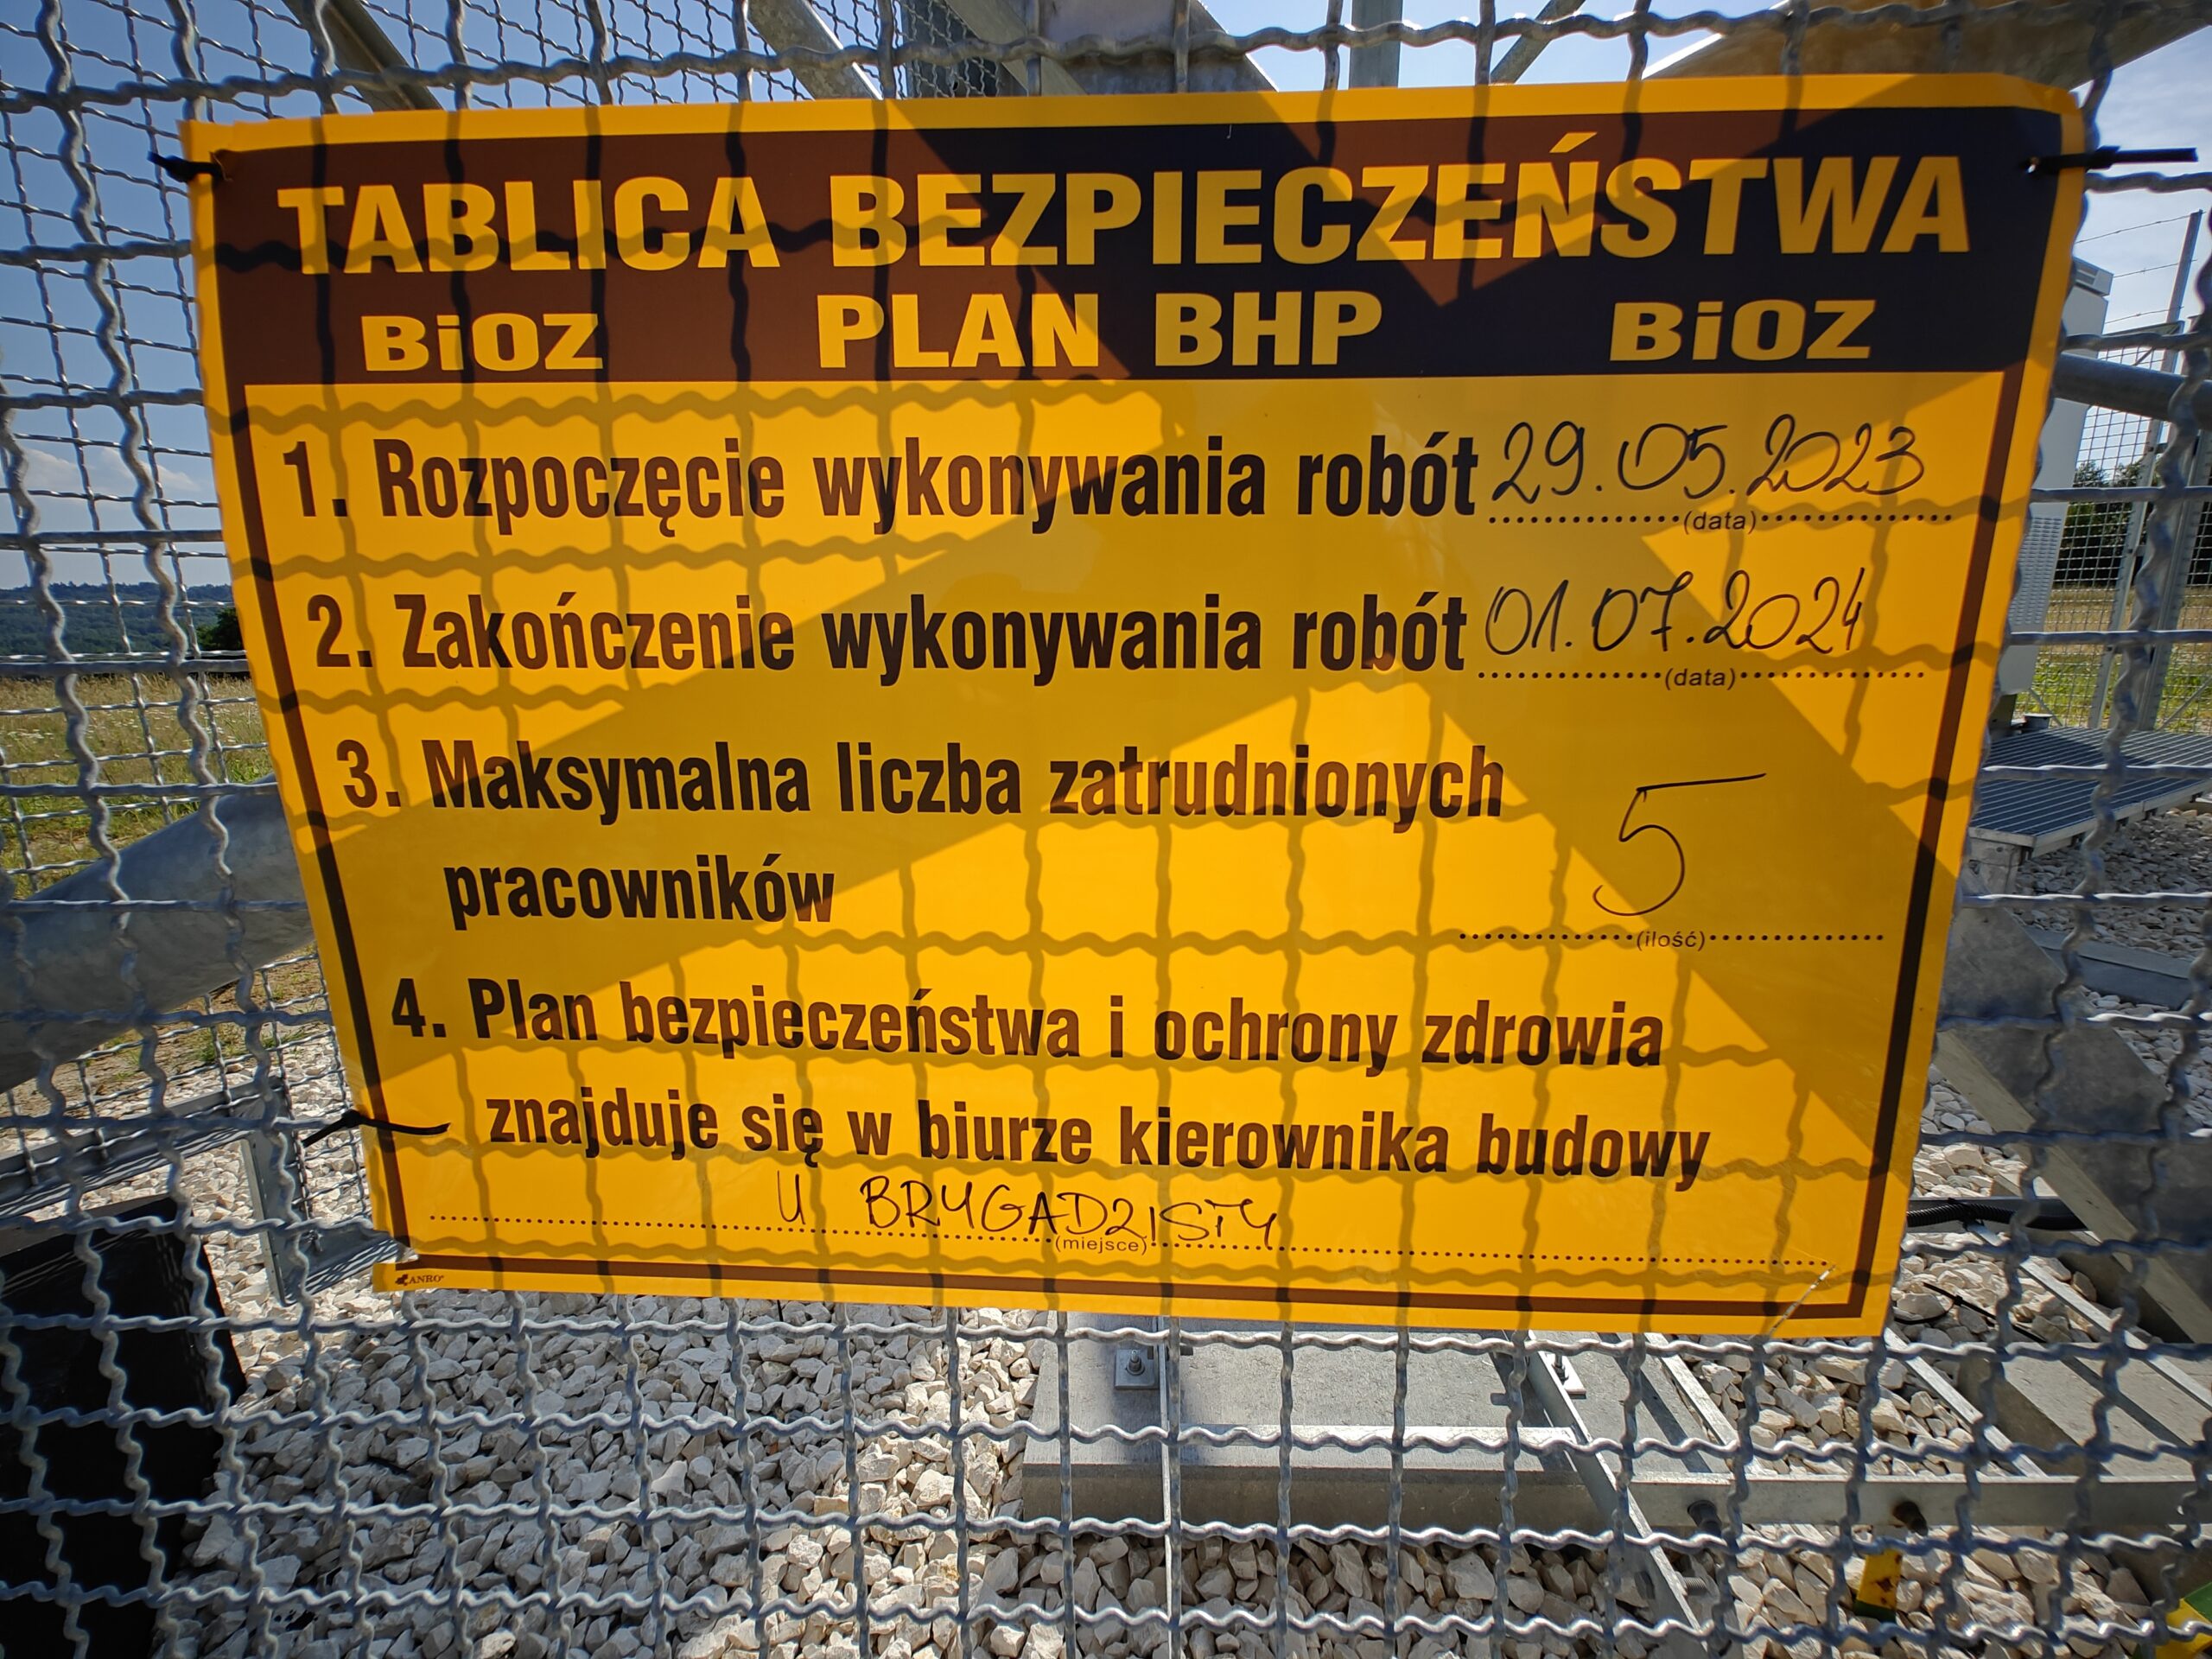 TABLICA BEZPIECZEŃSTWA
BiOZ PLAN BHP BiOZ
1. Rozpoczęcie wykonywania robót 29.05.2023
(data)
2. Zakończenie wykonywania robót 01.07.2024
(data)
3. Maksymalna liczba zatrudnionych
pracowników 5
(ilość)
4. Plan bezpieczeństwa i ochrony zdrowia
znajduje się w biurze kierownika budowy
U BRYGADZISTY
(miejsce)
ANRO